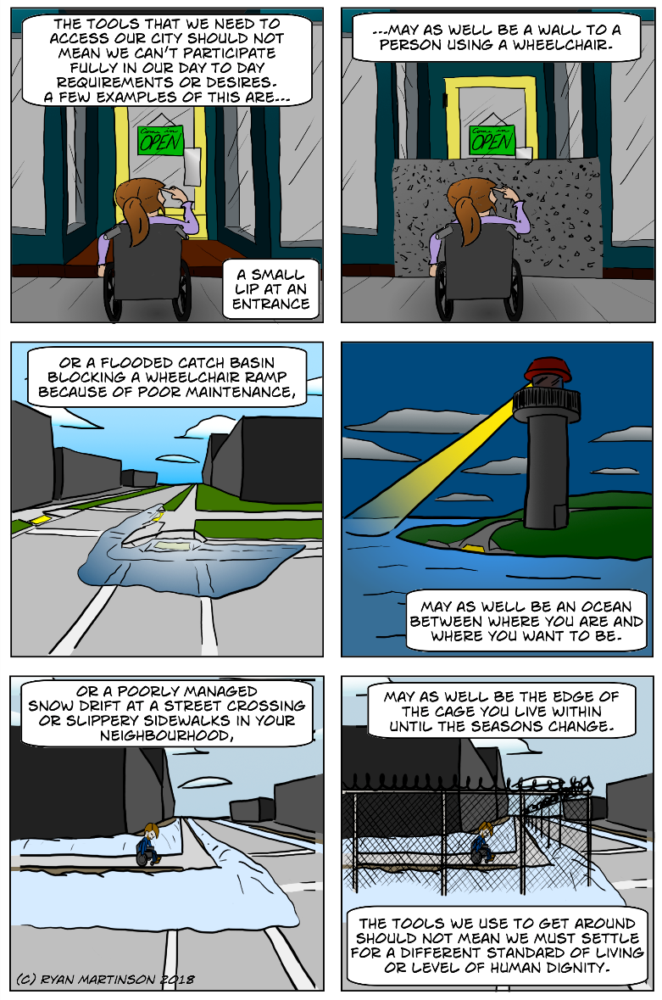 THE TOOLS THAT WE NEED TO
ACCESS OUR CITY SHOULD NOT
MEAN WE CAN'T PARTICIPATE
FULLY IN OUR DAY TO DAY
REQUIREMENTS OR DESIRES.
A FEW EXAMPLES OF THIS ARE...
Come in
OPEN
A SMALL
LIP AT AN
ENTRANCE
...MAY AS WELL BE A WALL TO A
PERSON USING A WHEELCHAIR.
Come in
OPEN
OR A FLOODED CATCH BASIN
BLOCKING A WHEELCHAIR RAMP
BECAUSE OF POOR MAINTENANCE,
MAY AS WELL BE AN OCEAN
BETWEEN WHERE YOU ARE AND
WHERE YOU WANT TO BE.
OR A POORLY MANAGED
SNOW DRIFT AT A STREET CROSSING
OR SLIPPERY SIDEWALKS IN YOUR
NEIGHBOURHOOD,
(C) RYAN MARTINSON 2018
MAY AS WELL BE THE EDGE OF
THE CAGE YOU LIVE WITHIN
UNTIL THE SEASONS CHANGE.
THE TOOLS WE USE TO GET AROUND
SHOULD NOT MEAN WE MUST SETTLE
FOR A DIFFERENT STANDARD OF LIVING
OR LEVEL OF HUMAN DIGNITY.